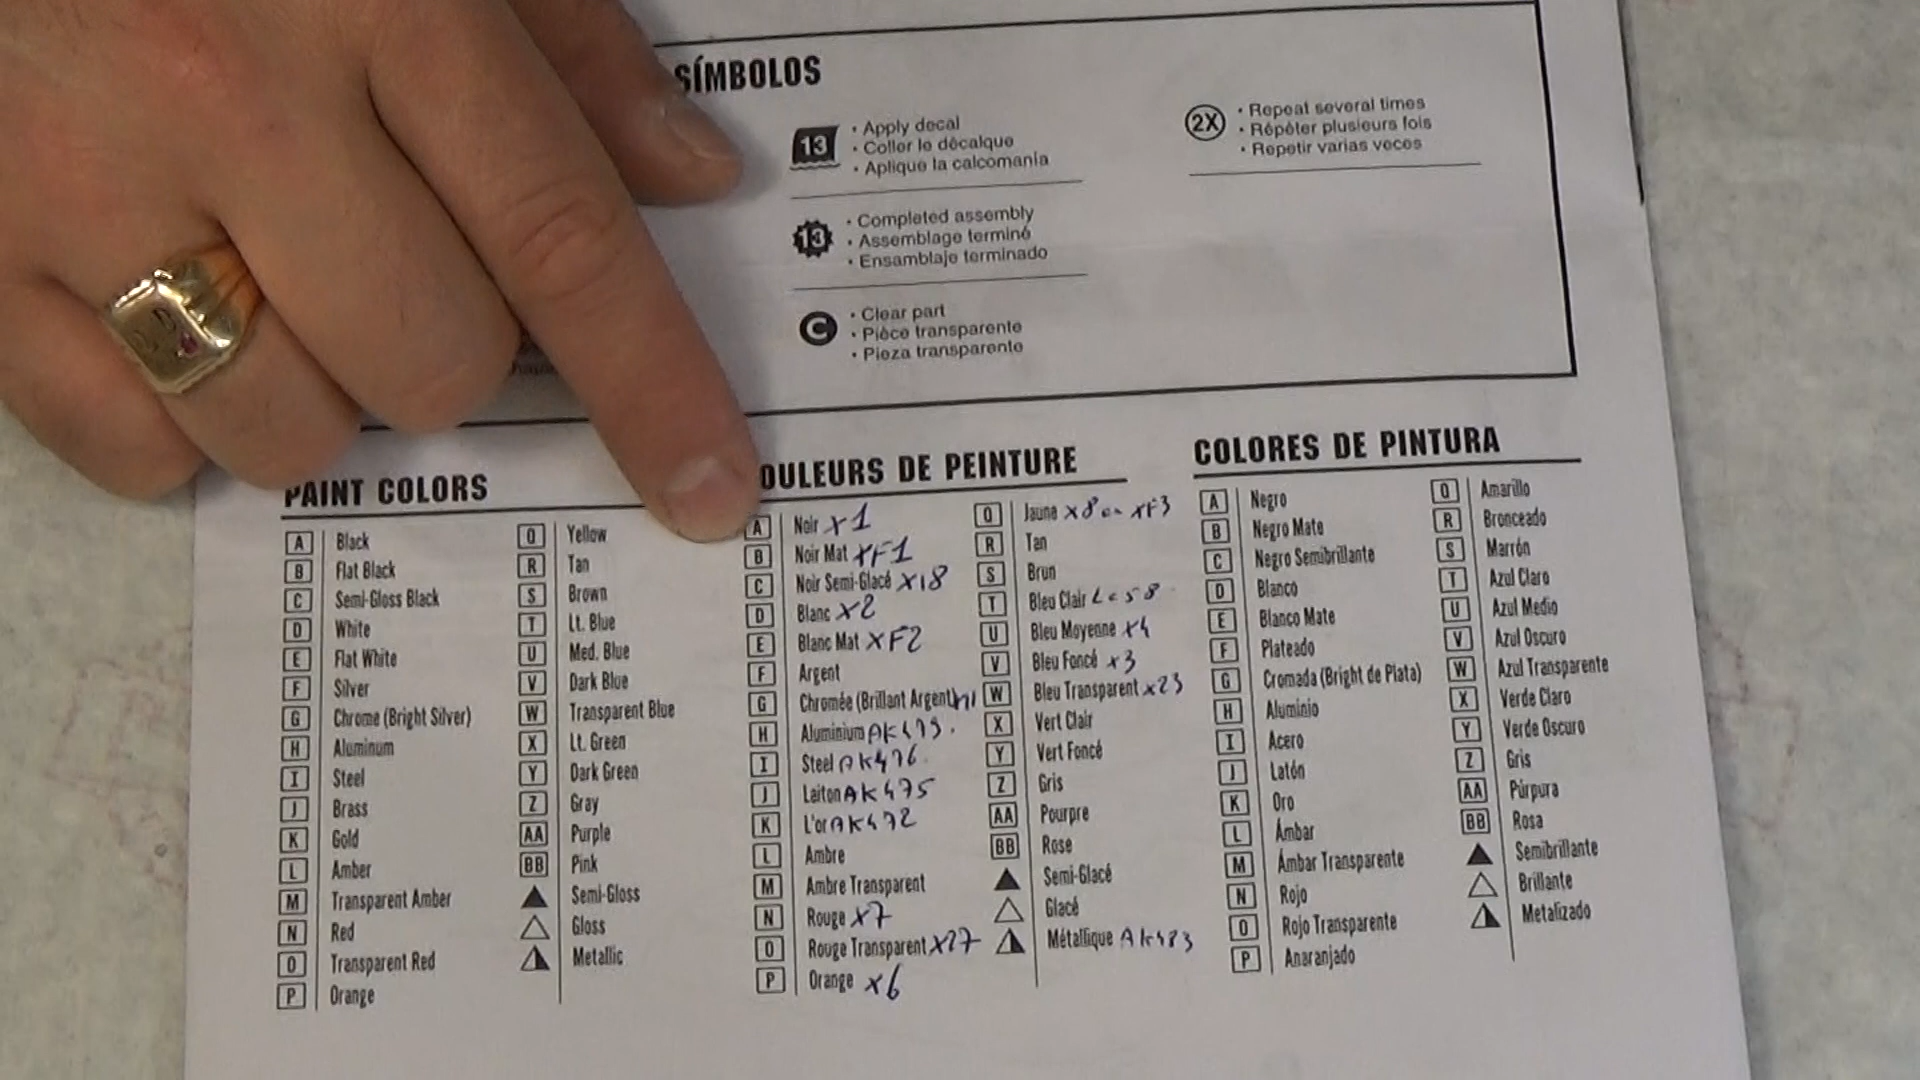 SÍMBOLOS
13
• Apply decal
• Coller le décalque
• Aplique la calcomanía
13
• Completed assembly
• Assemblage terminé
• Ensamblaje terminado
C
• Clear part
• Pièce transparente
• Pieza transparente
2X
• Repeat several times
• Répéter plusieurs fois
• Repetir varias veces
PAINT COLORS
A Black
B Flat Black
C Semi-Gloss Black
D White
E Flat White
F Silver
G Chrome (Bright Silver)
H Aluminum
I Steel
J Brass
K Gold
L Amber
M Transparent Amber
N Red
O Transparent Red
P Orange
Q Yellow
R Tan
S Brown
T Lt. Blue
U Med. Blue
V Dark Blue
W Transparent Blue
X Lt. Green
Y Dark Green
Z Gray
AA Purple
BB Pink
Semi-Gloss
Gloss
Metallic
OULEURS DE PEINTURE
A Noir X1
B Noir Mat XF1
C Noir Semi-Glacé X18
D Blanc X2
E Blanc Mat XF2
F Argent
G Chromée (Brillant Argent)
H Aluminium AK479.
I Steel AK476
J Laiton AK475
K L'or AK472
L Ambre
M Ambre Transparent
N Rouge X7
O Rouge Transparent X27
P Orange X6
Q Jaune X8 ou XF3
R Tan
S Brun
T Bleu Clair
U Bleu Moyenne X4
V Bleu Foncé X3
W Bleu Transparent X23
X Vert Clair
Y Vert Foncé
Z Gris
AA Pourpre
BB Rose
Semi-Glacé
Glacé
Métallique AK483
COLORES DE PINTURA
A Negro
B Negro Mate
C Negro Semibrillante
D Blanco
E Blanco Mate
F Plateado
G Cromada (Bright de Plata)
H Aluminio
I Acero
J Latón
K Oro
L Ámbar
M Ámbar Transparente
N Rojo
O Rojo Transparente
P Anaranjado
Q Amarillo
R Bronceado
S Marrón
T Azul Claro
U Azul Medio
V Azul Oscuro
W Azul Transparente
X Verde Claro
Y Verde Oscuro
Z Gris
AA Púrpura
BB Rosa
Semibrillante
Brillante
Metalizado